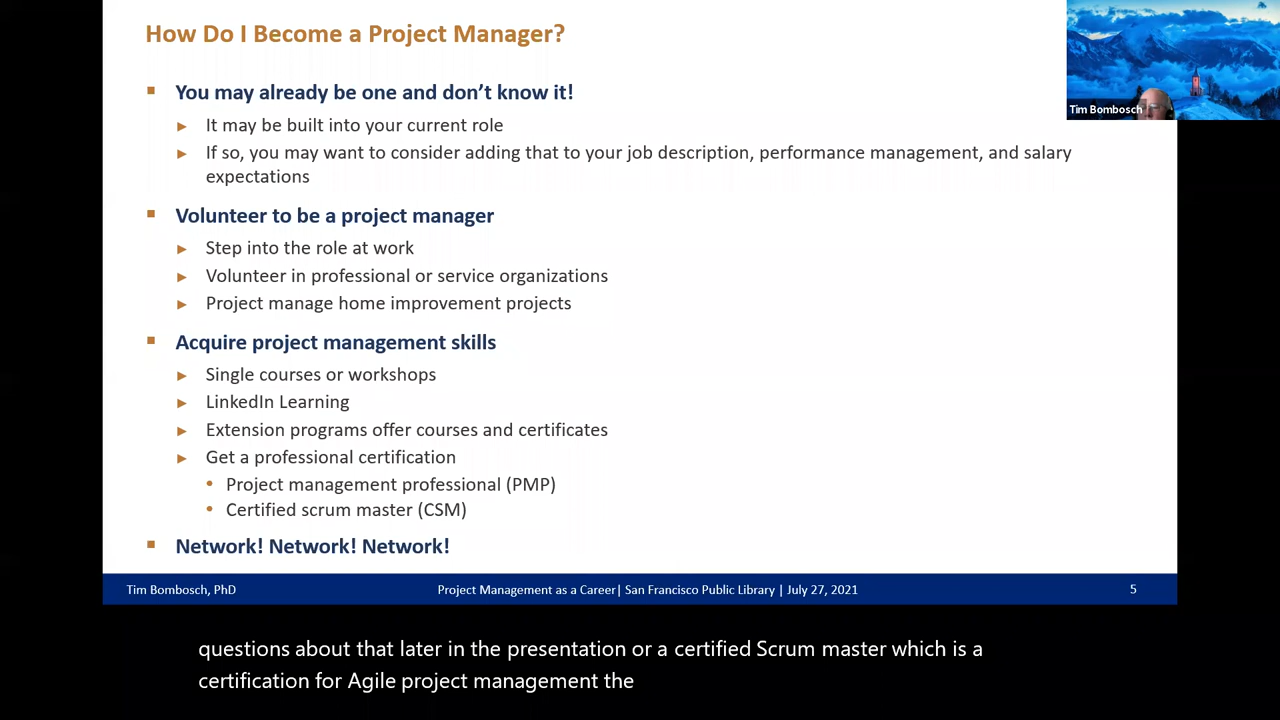 How Do I Become a Project Manager?
Tim Bombosch
You may already be one and don't know it!
It may be built into your current role
If so, you may want to consider adding that to your job description, performance management, and salary
expectations
Volunteer to be a project manager
Step into the role at work
Volunteer in professional or service organizations
Project manage home improvement projects
Acquire project management skills
Single courses or workshops
LinkedIn Learning
Extension programs offer courses and certificates
Get a professional certification
Project management professional (PMP)
Certified scrum master (CSM)
Network! Network! Network!
Tim Bombosch, PhD
Project Management as a Career| San Francisco Public Library | July 27, 2021
5
questions about that later in the presentation or a certified Scrum master which is a
certification for Agile project management the